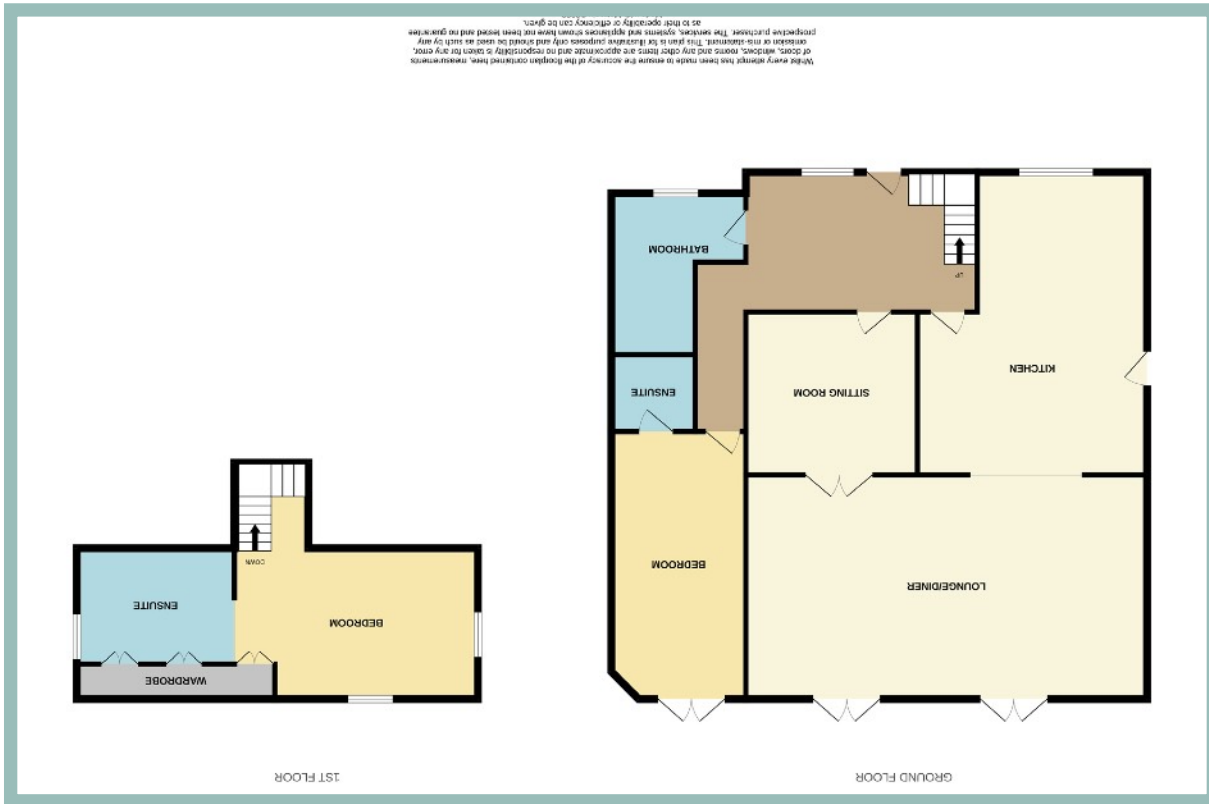 GROUND FLOOR
1ST FLOOR
LOUNGE/DINER
BEDROOM
KITCHEN
SITTING ROOM
ENSUITE
BATHROOM
UP
WARDROBE
BEDROOM
ENSUITE
DOWN
Whilst every attempt has been made to ensure the accuracy of the floorplan contained here, measurements
of doors, windows, rooms and any other items are approximate and no responsibility is taken for any error,
omission or mis-statement. This plan is for illustrative purposes only and should be used as such by any
prospective purchaser. The services, systems and appliances shown have not been tested and no guarantee
as to their operability or efficiency can be given.